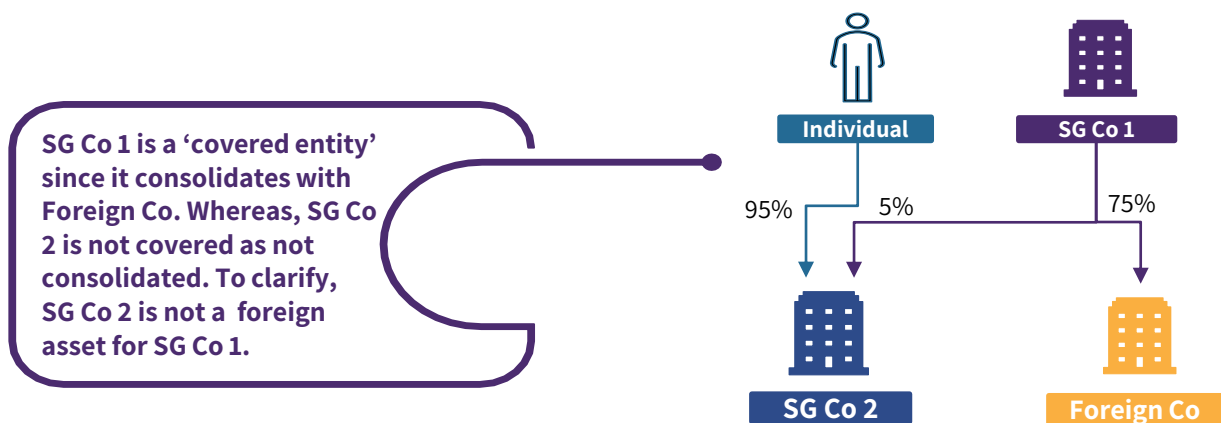 SG Co 1 is a ‘covered entity’
since it consolidates with
Foreign Co. Whereas, SG Co
2 is not covered as not
consolidated. To clarify,
SG Co 2 is not a foreign
asset for SG Co 1.
Individual
SG Co 1
95%
5%
75%
SG Co 2
Foreign Co